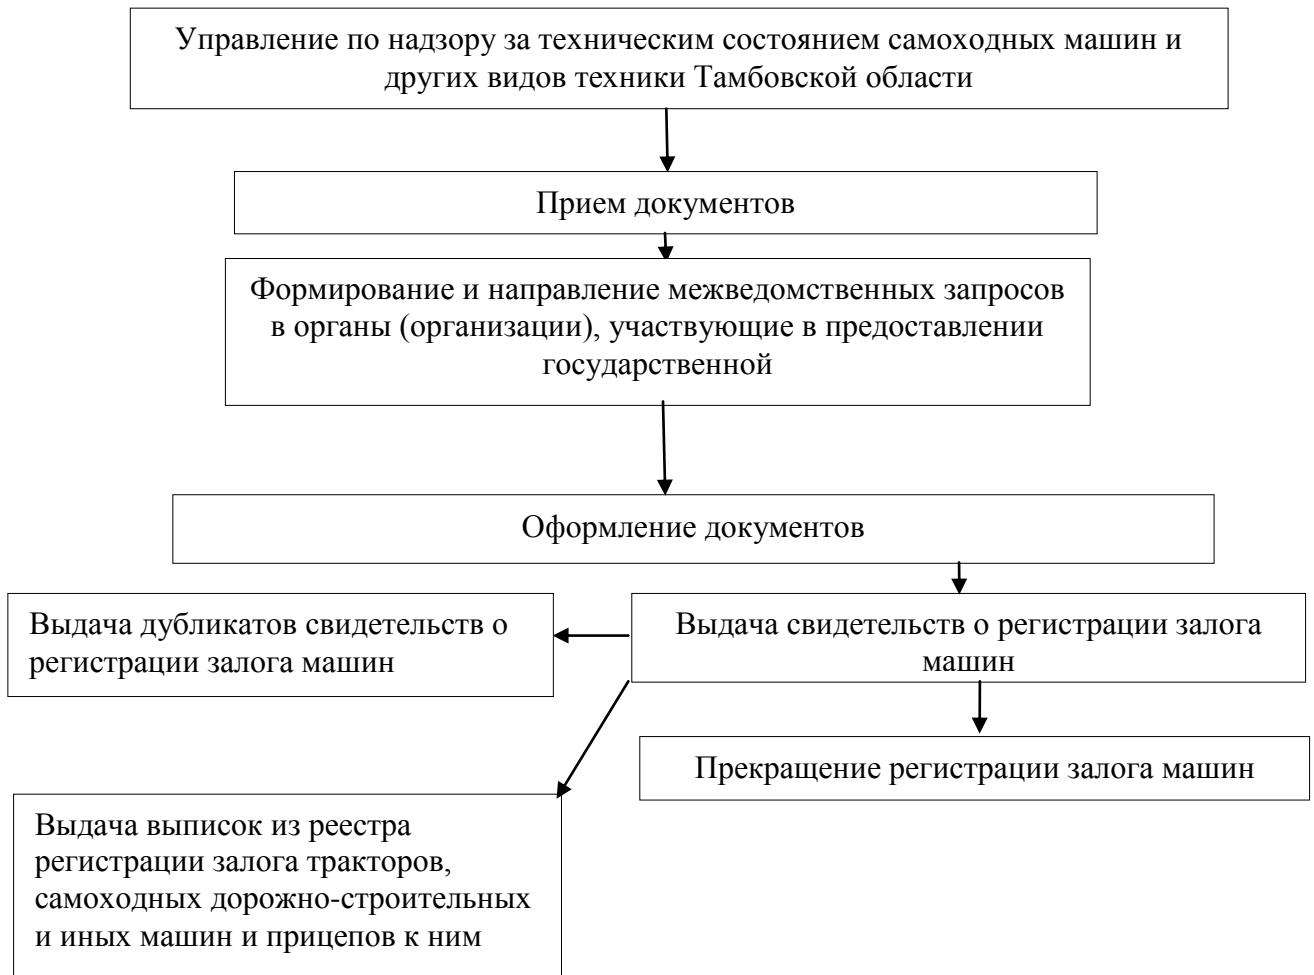 Управление по надзору за техническим состоянием самоходных машин и
других видов техники Тамбовской области
Прием документов
Формирование и направление межведомственных запросов
в органы (организации), участвующие в предоставлении
государственной
Оформление документов
Выдача дубликатов свидетельств о
регистрации залога машин
Выдача свидетельств о регистрации залога
машин
Прекращение регистрации залога машин
Выдача выписок из реестра
регистрации залога тракторов,
самоходных дорожно-строительных
и иных машин и прицепов к ним